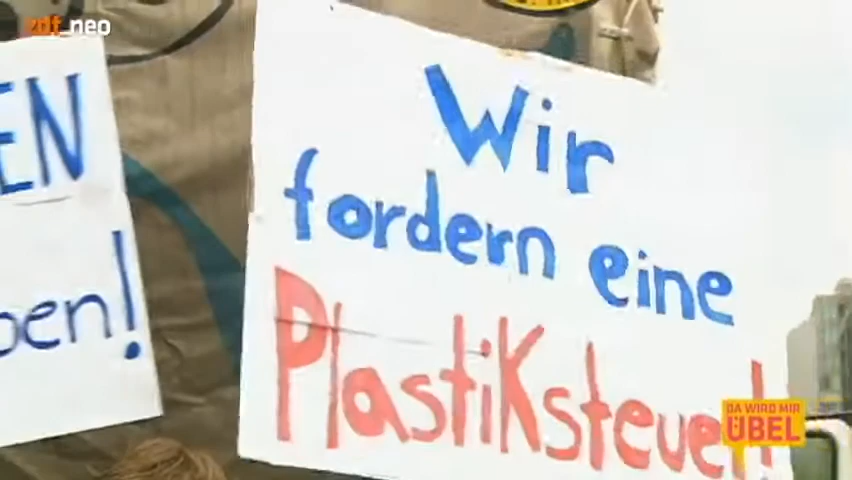 zdf_neo
EN
ben!
Wir
fordern eine
Plastiksteuer!
DA WIRD MIR
ÜBEL